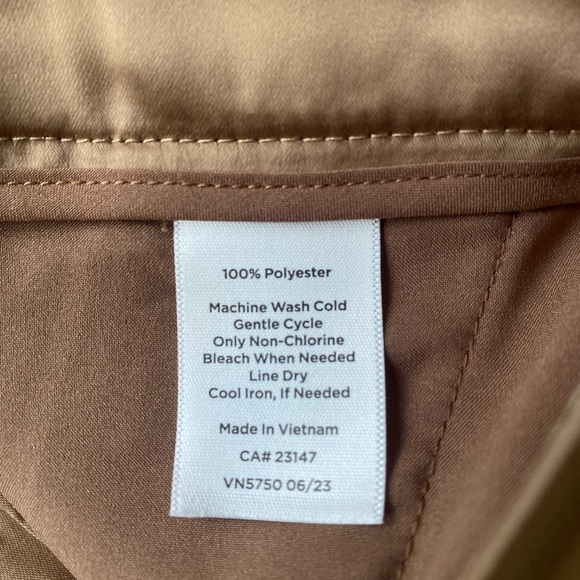 100% Polyester
Machine Wash Cold
Gentle Cycle
Only Non-Chlorine
Bleach When Needed
Line Dry
Cool Iron, If Needed
Made In Vietnam
CA# 23147
VN5750 06/23